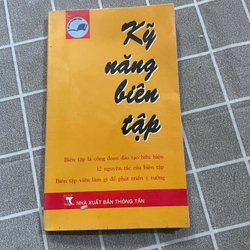 Kỹ
năng
biên
tập
Biên tập là công đoạn đào tạo hữu hiệu
12 nguyên tắc của biên tập
Biên tập viên làm gì để phát triển ý tưởng
NHÀ XUẤT BẢN THÔNG TẤN